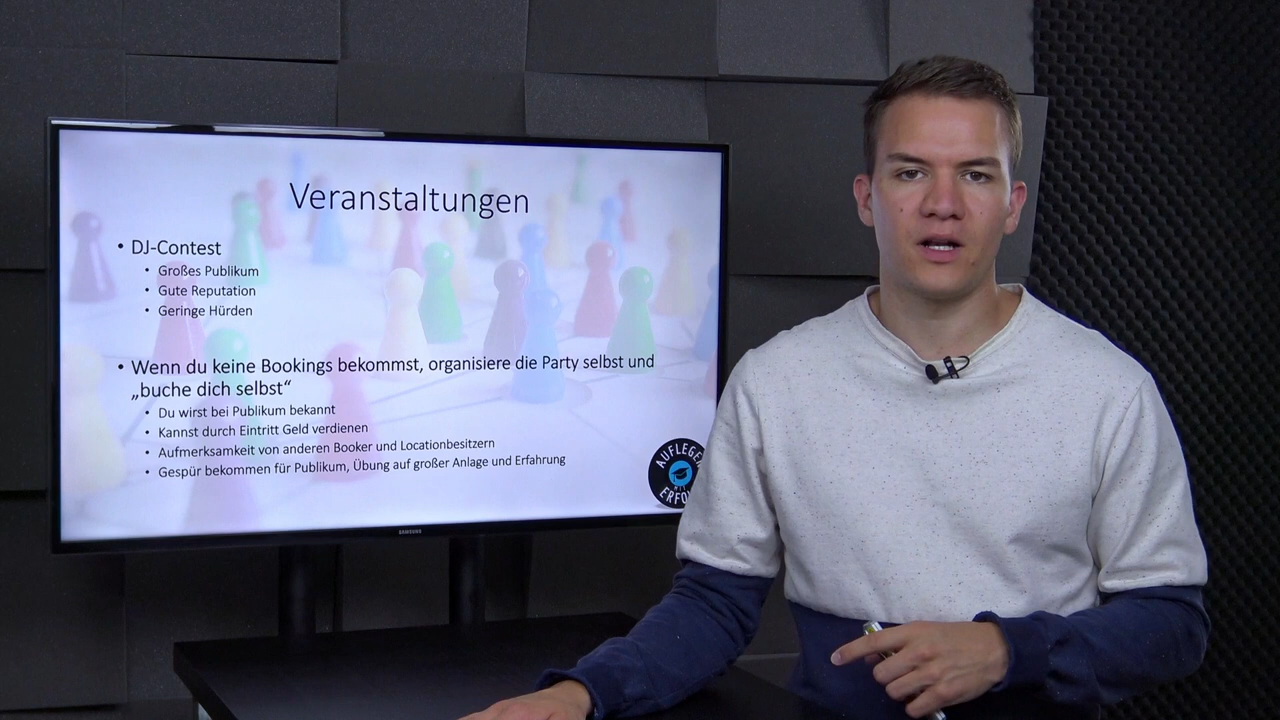 Veranstaltungen
• DJ-Contest
• Großes Publikum
• Gute Reputation
• Geringe Hürden
• Wenn du keine Bookings bekommst, organisiere die Party selbst und
„buche dich selbst“
• Du wirst bei Publikum bekannt
• Kannst durch Eintritt Geld verdienen
• Aufmerksamkeit von anderen Booker und Locationbesitzern
• Gespür bekommen für Publikum, Übung auf großer Anlage und Erfahrung
MIT
SAMSUNG